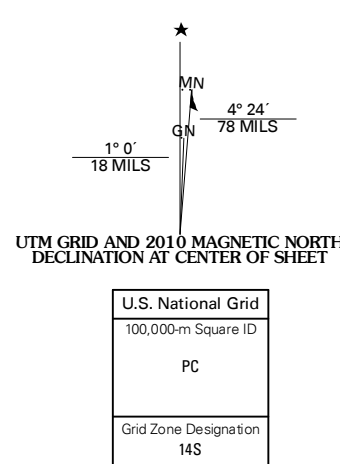 MN
4° 24´
78 MILS
GN
1° 0´
18 MILS
UTM GRID AND 2010 MAGNETIC NORTH
DECLINATION AT CENTER OF SHEET
U.S. National Grid
100,000-m Square ID
PC
Grid Zone Designation
14S